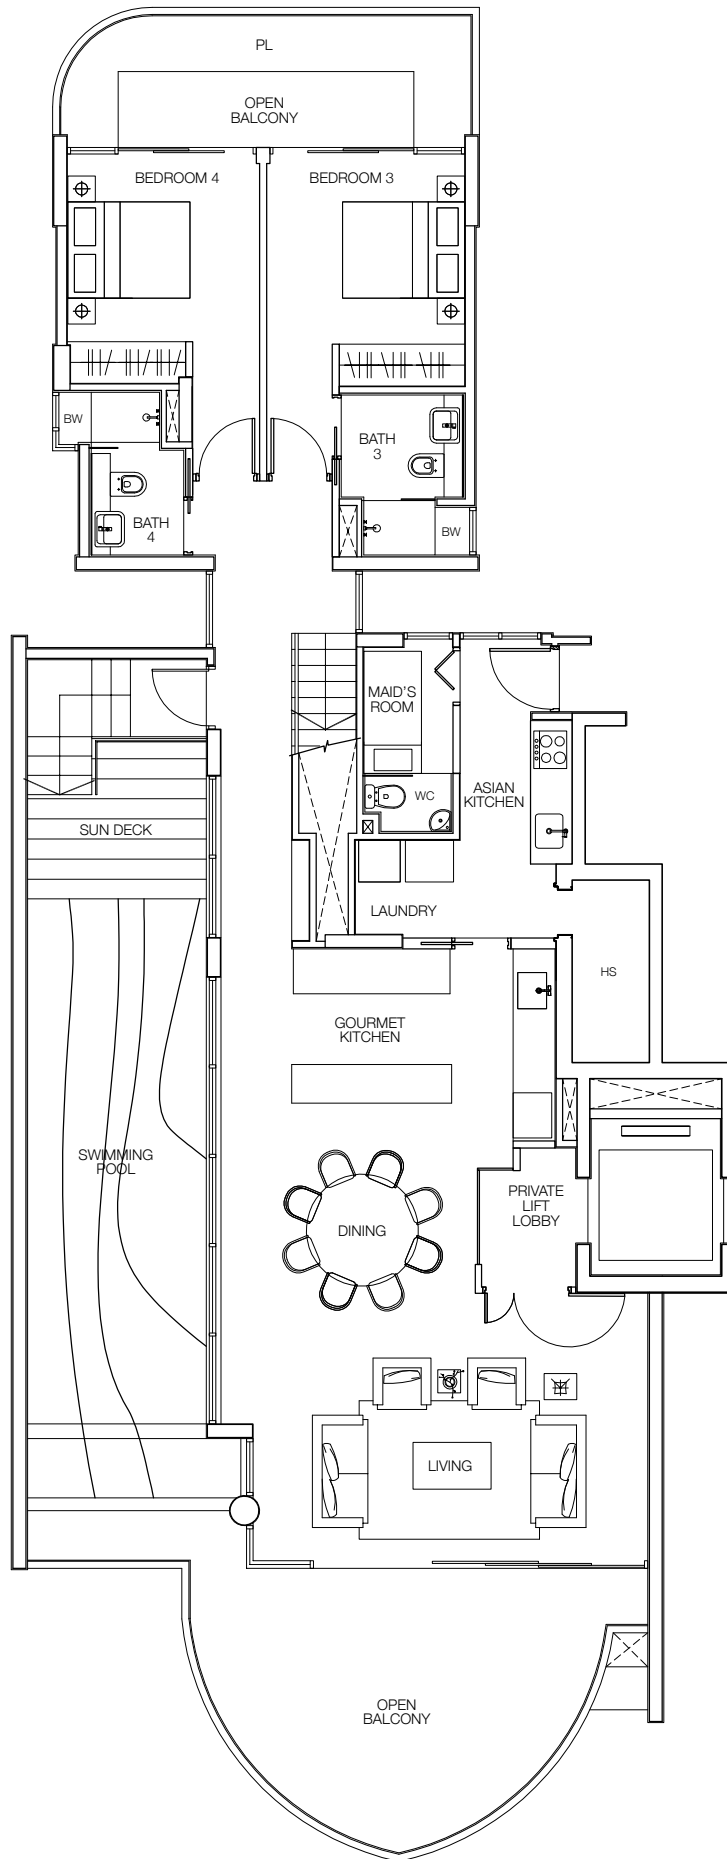 PL
OPEN
BALCONY
BEDROOM 4
BEDROOM 3
BW
BATH
3
BATH
4
BW
MAID'S
ROOM
WC
ASIAN
KITCHEN
SUN DECK
LAUNDRY
HS
GOURMET
KITCHEN
SWIMMING
POOL
PRIVATE
LIFT
LOBBY
DINING
LIVING
OPEN
BALCONY